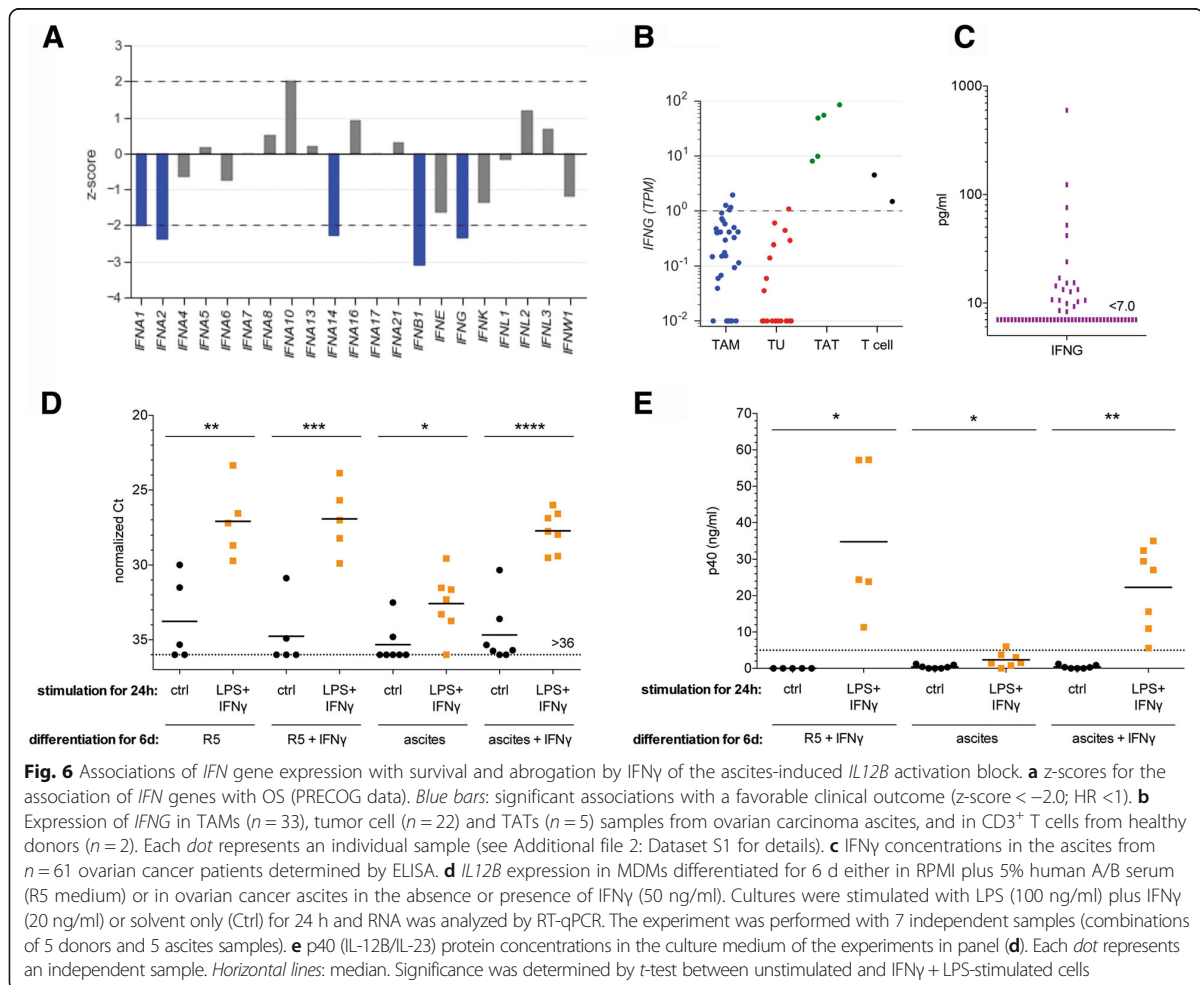 A
B
C
3
2
1
0
−1
−2
−3
−4
z-score
IFNA1
IFNA2
IFNA4
IFNA5
IFNA6
IFNA7
IFNA8
IFNA10
IFNA13
IFNA14
IFNA16
IFNA17
IFNA21
IFNB1
IFNE
IFNG
IFNK
IFNL1
IFNL2
IFNL3
IFNW1
IFNG (TPM)
10²
10¹
10⁰
10⁻¹
10⁻²
TAM TU TAT T cell
pg/ml
1000
100
10
<7.0
IFNG
D
E
normalized Ct
20
25
30
35
** *** * ****
>36
stimulation for 24h: ctrl LPS+ IFNγ ctrl LPS+ IFNγ ctrl LPS+ IFNγ ctrl LPS+ IFNγ
differentiation for 6d: R5 R5 + IFNγ ascites ascites + IFNγ
p40 (ng/ml)
70
60
50
40
30
20
10
5
0
* * **
stimulation for 24h: ctrl LPS+ IFNγ ctrl LPS+ IFNγ ctrl LPS+ IFNγ
differentiation for 6d: R5 + IFNγ ascites ascites + IFNγ
Fig. 6 Associations of IFN gene expression with survival and abrogation by IFNγ of the ascites-induced IL12B activation block. a z-scores for the
association of IFN genes with OS (PRECOG data). Blue bars: significant associations with a favorable clinical outcome (z-score < −2.0; HR <1). b
Expression of IFNG in TAMs (n = 33), tumor cell (n = 22) and TATs (n = 5) samples from ovarian carcinoma ascites, and in CD3⁺ T cells from healthy
donors (n = 2). Each dot represents an individual sample (see Additional file 2: Dataset S1 for details). c IFNγ concentrations in the ascites from
n = 61 ovarian cancer patients determined by ELISA. d IL12B expression in MDMs differentiated for 6 d either in RPMI plus 5% human A/B serum
(R5 medium) or in ovarian cancer ascites in the absence or presence of IFNγ (50 ng/ml). Cultures were stimulated with LPS (100 ng/ml) plus IFNγ
(20 ng/ml) or solvent only (Ctrl) for 24 h and RNA was analyzed by RT-qPCR. The experiment was performed with 7 independent samples (combinations
of 5 donors and 5 ascites samples). e p40 (IL-12B/IL-23) protein concentrations in the culture medium of the experiments in panel (d). Each dot represents
an independent sample. Horizontal lines: median. Significance was determined by t-test between unstimulated and IFNγ + LPS-stimulated cells